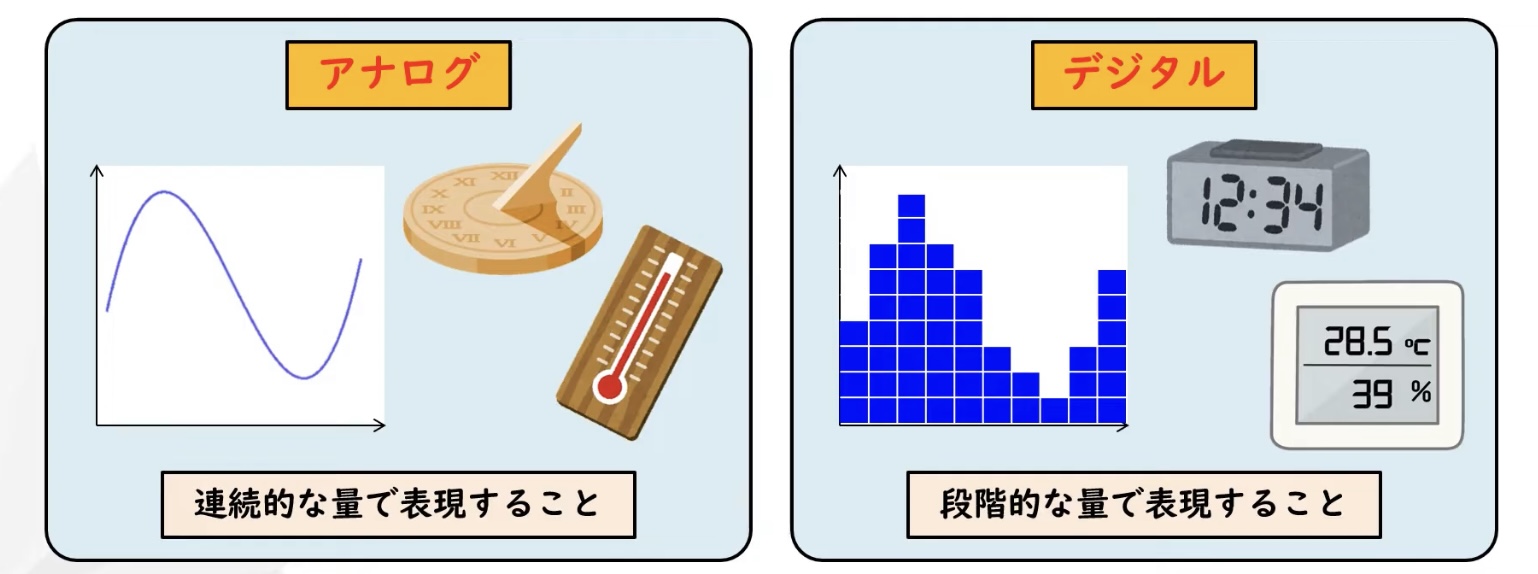 アナログ
XII
XI
X
IX
VIII
VII
VI
V
IV
III
II
連続的な量で表現すること
デジタル
12:34
28.5 ℃
39 %
段階的な量で表現すること